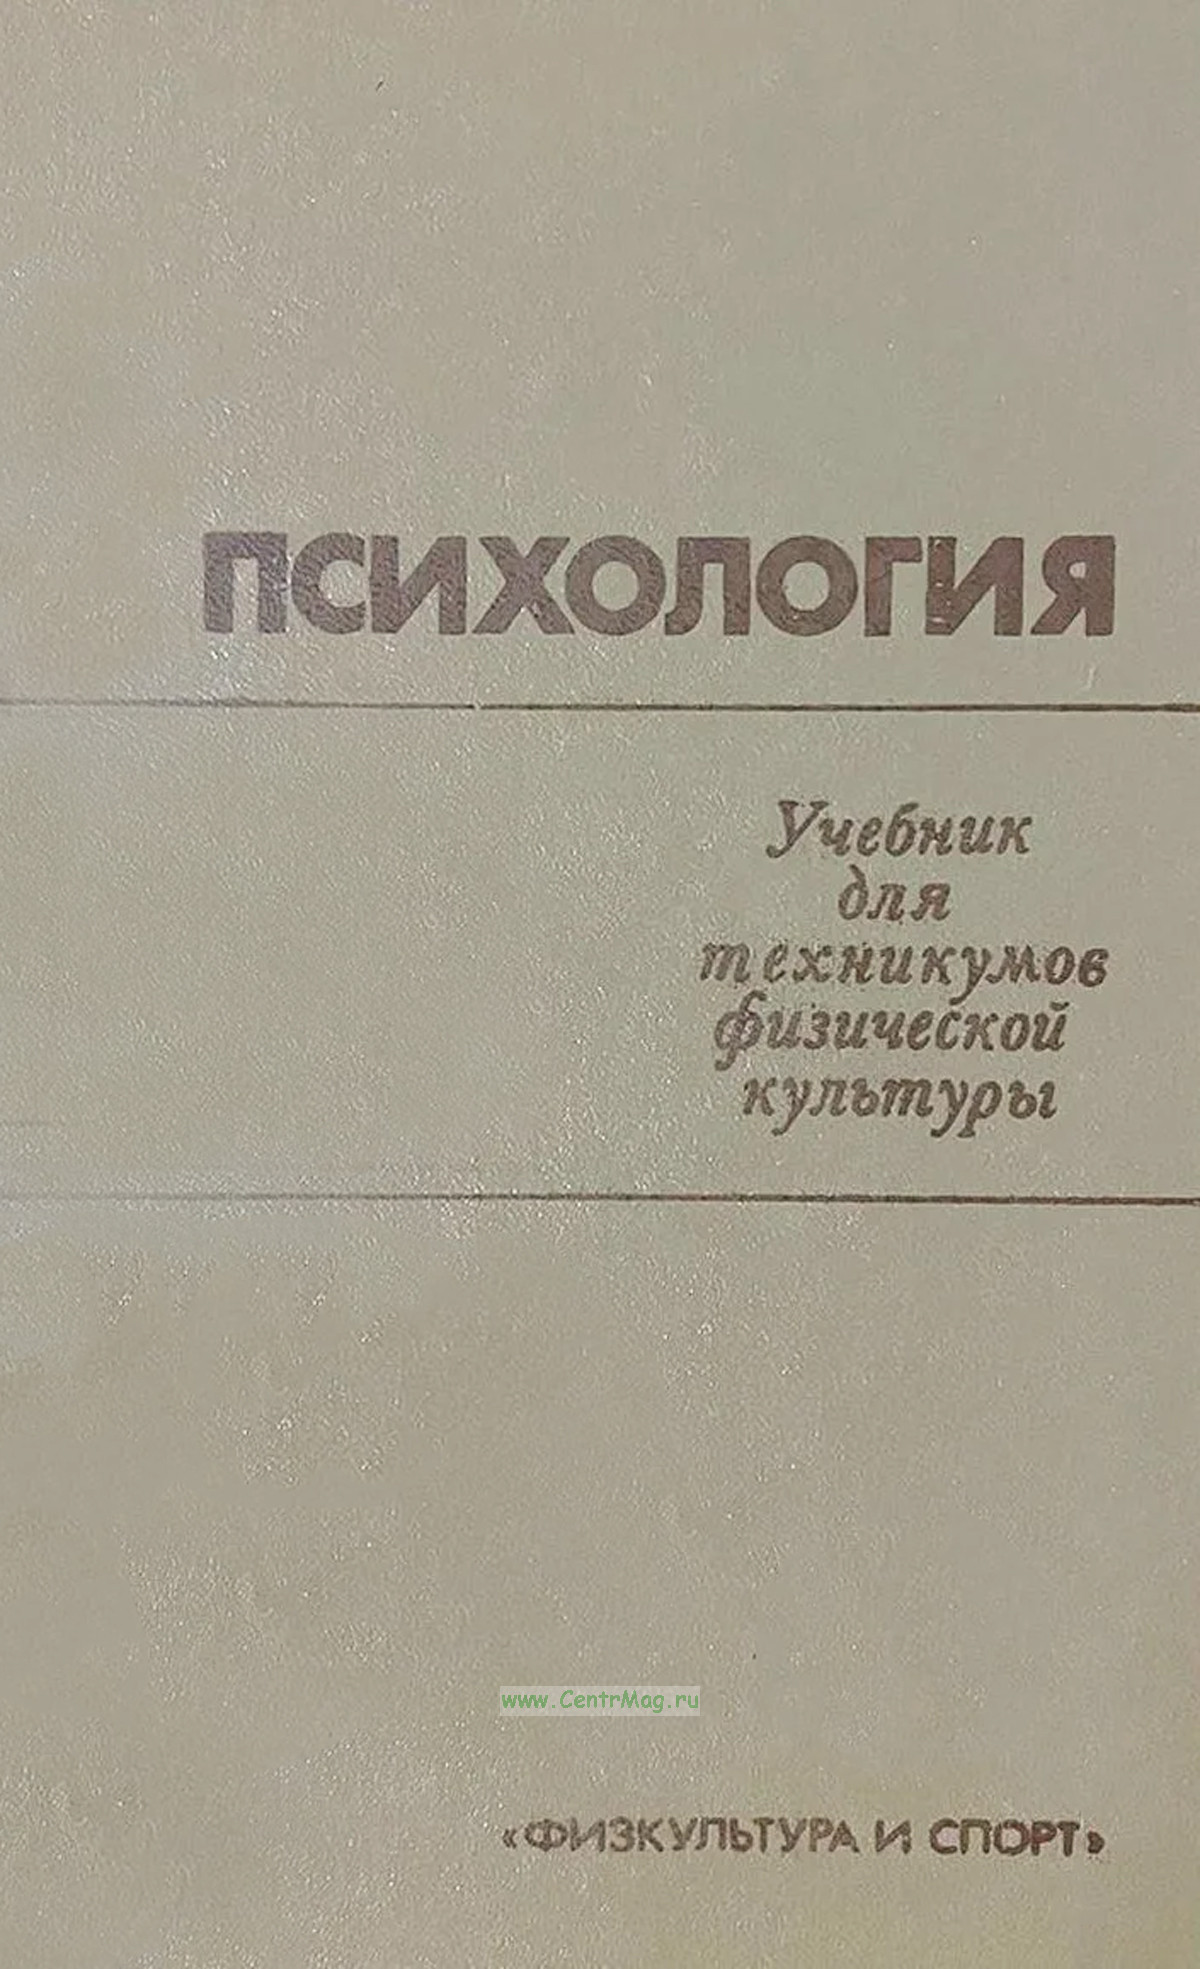 ПСИХОЛОГИЯ
Учебник
для
техникумов
физической
культуры
www.CentrMag.ru
«ФИЗКУЛЬТУРА И СПОРТ»